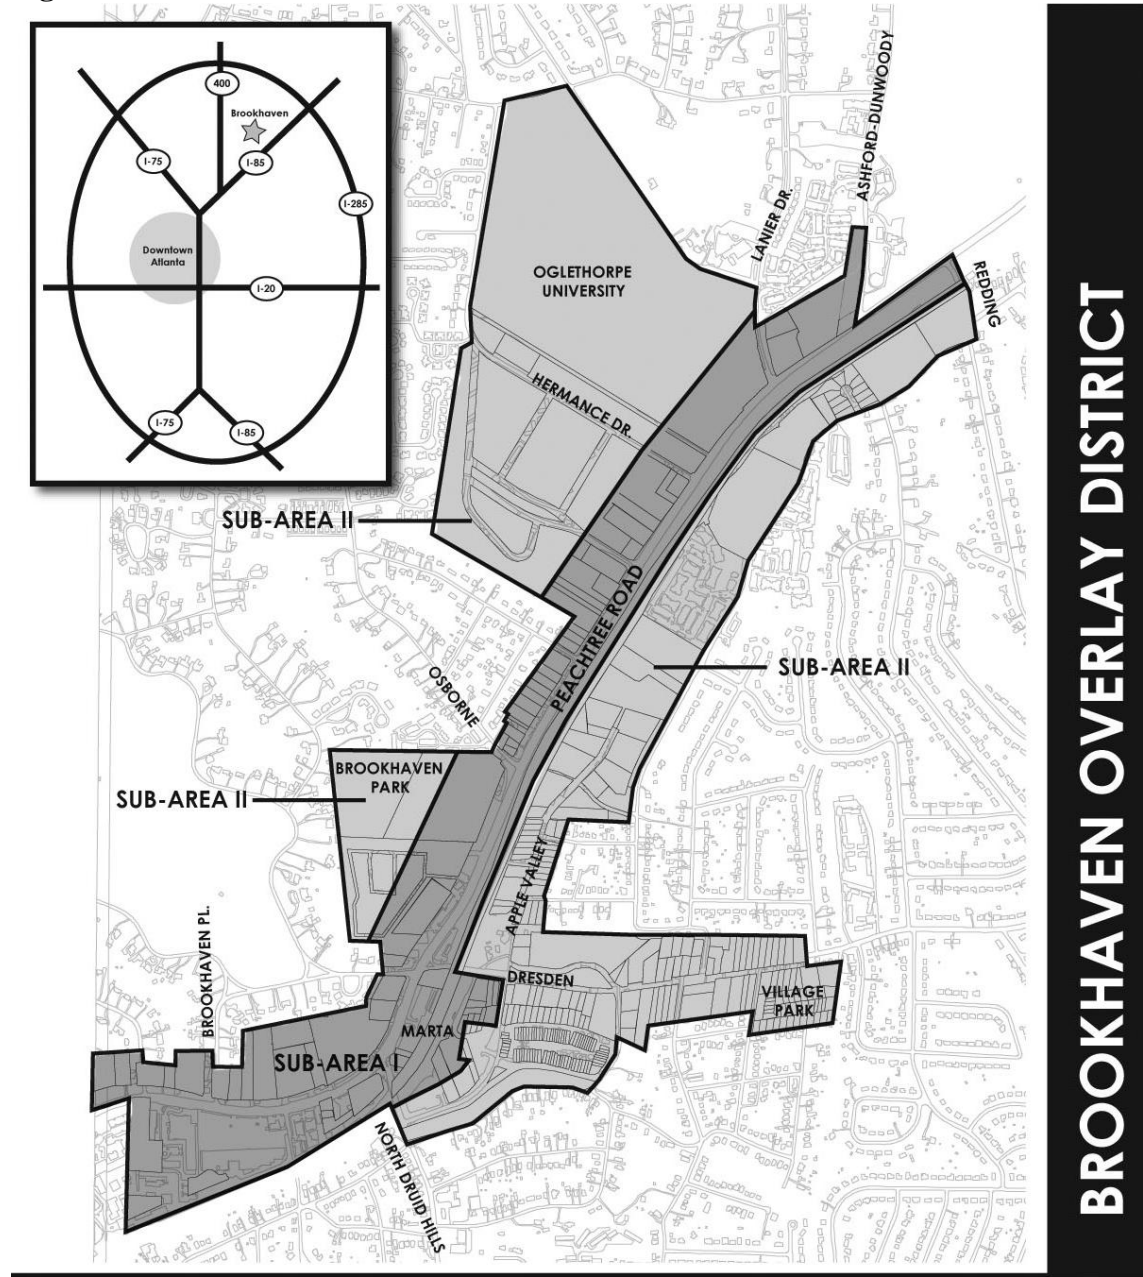 400
Brookhaven
I-75
I-85
I-285
Downtown
Atlanta
I-20
I-75
I-85
ASHFORD-DUNWOODY
LANIER DR.
REDDING
OGLETHORPE
UNIVERSITY
HERMANCE DR.
SUB-AREA II
PEACHTREE ROAD
SUB-AREA II
OSBORNE
BROOKHAVEN
PARK
SUB-AREA II
APPLE VALLEY
BROOKHAVEN PL.
DRESDEN
VILLAGE
PARK
MARTA
SUB-AREA I
NORTH DRUID HILLS
BROOKHAVEN OVERLAY DISTRICT